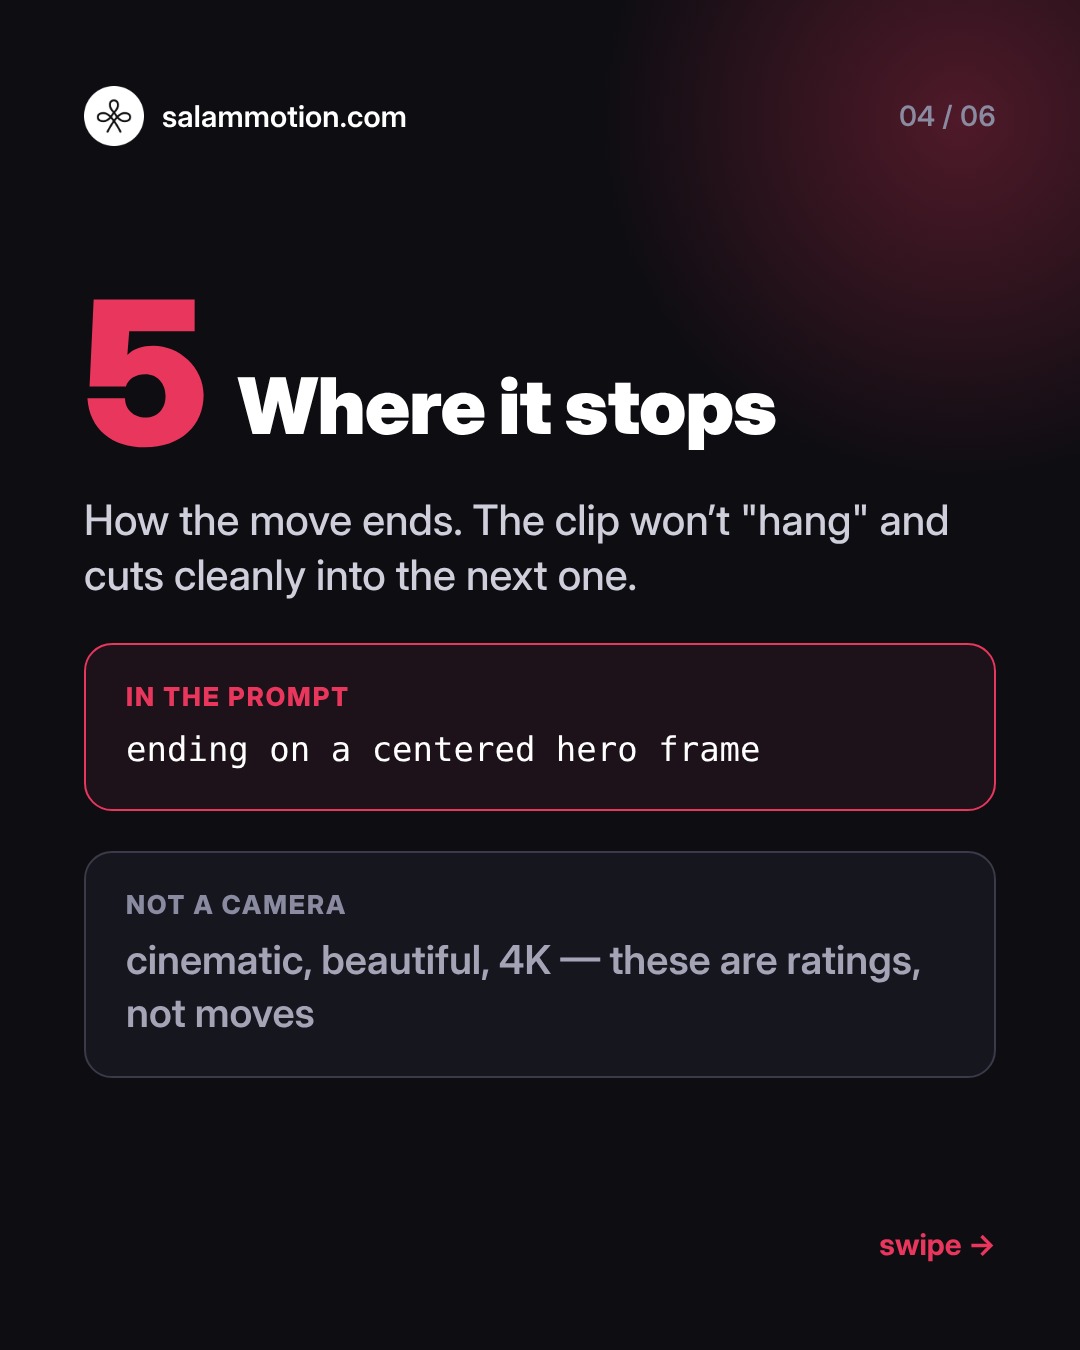 salammotion.com
04 / 06
5 Where it stops
How the move ends. The clip won’t "hang" and
cuts cleanly into the next one.
IN THE PROMPT
ending on a centered hero frame
NOT A CAMERA
cinematic, beautiful, 4K — these are ratings,
not moves
swipe →